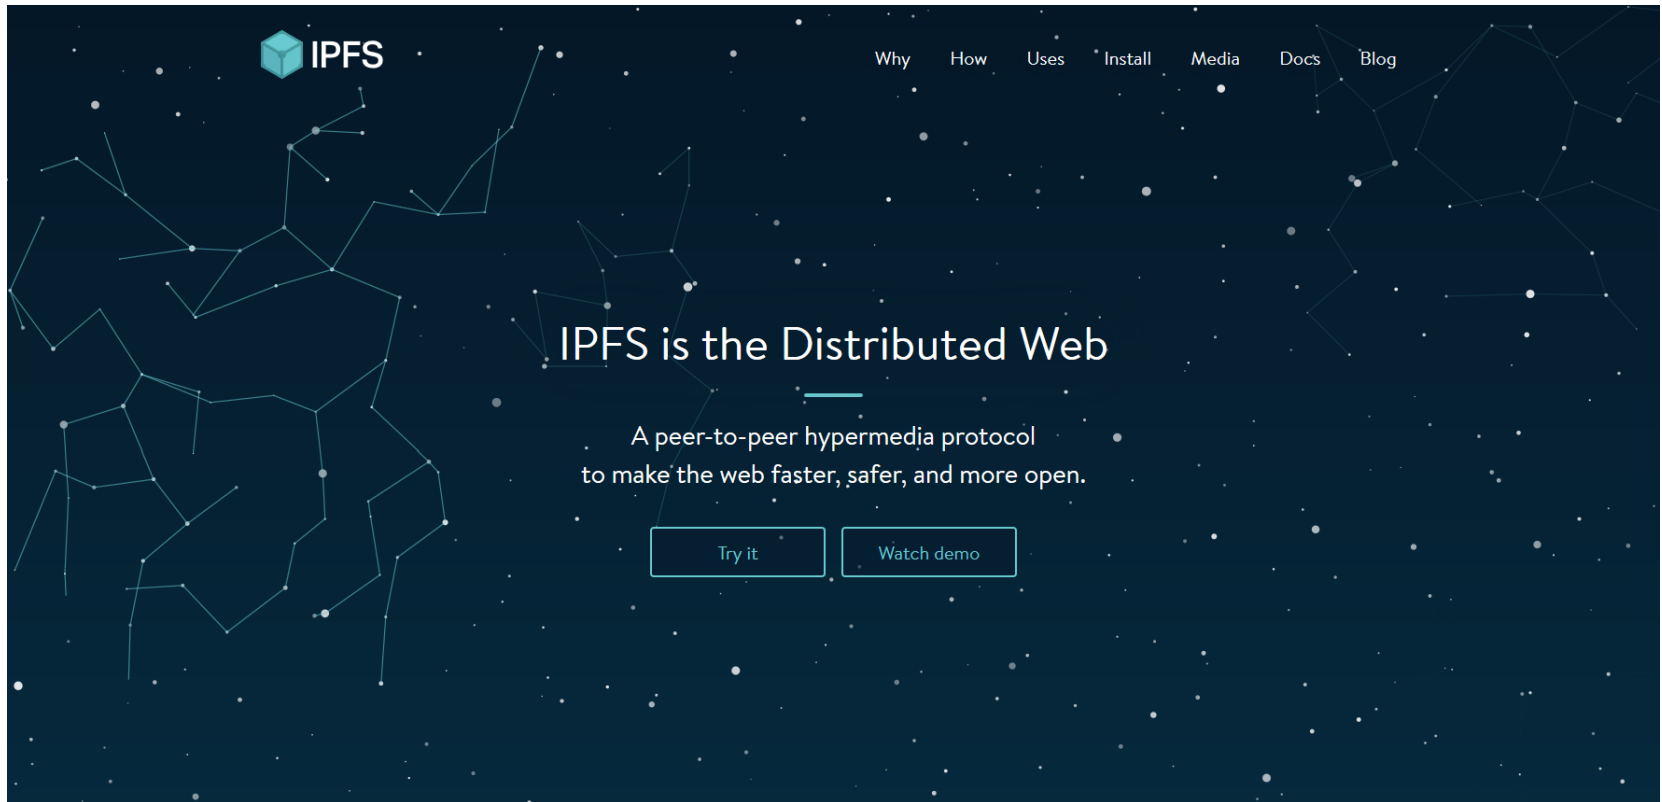 IPFS
Why How Uses Install Media Docs Blog
IPFS is the Distributed Web
A peer-to-peer hypermedia protocol
to make the web faster, safer, and more open.
Try it
Watch demo